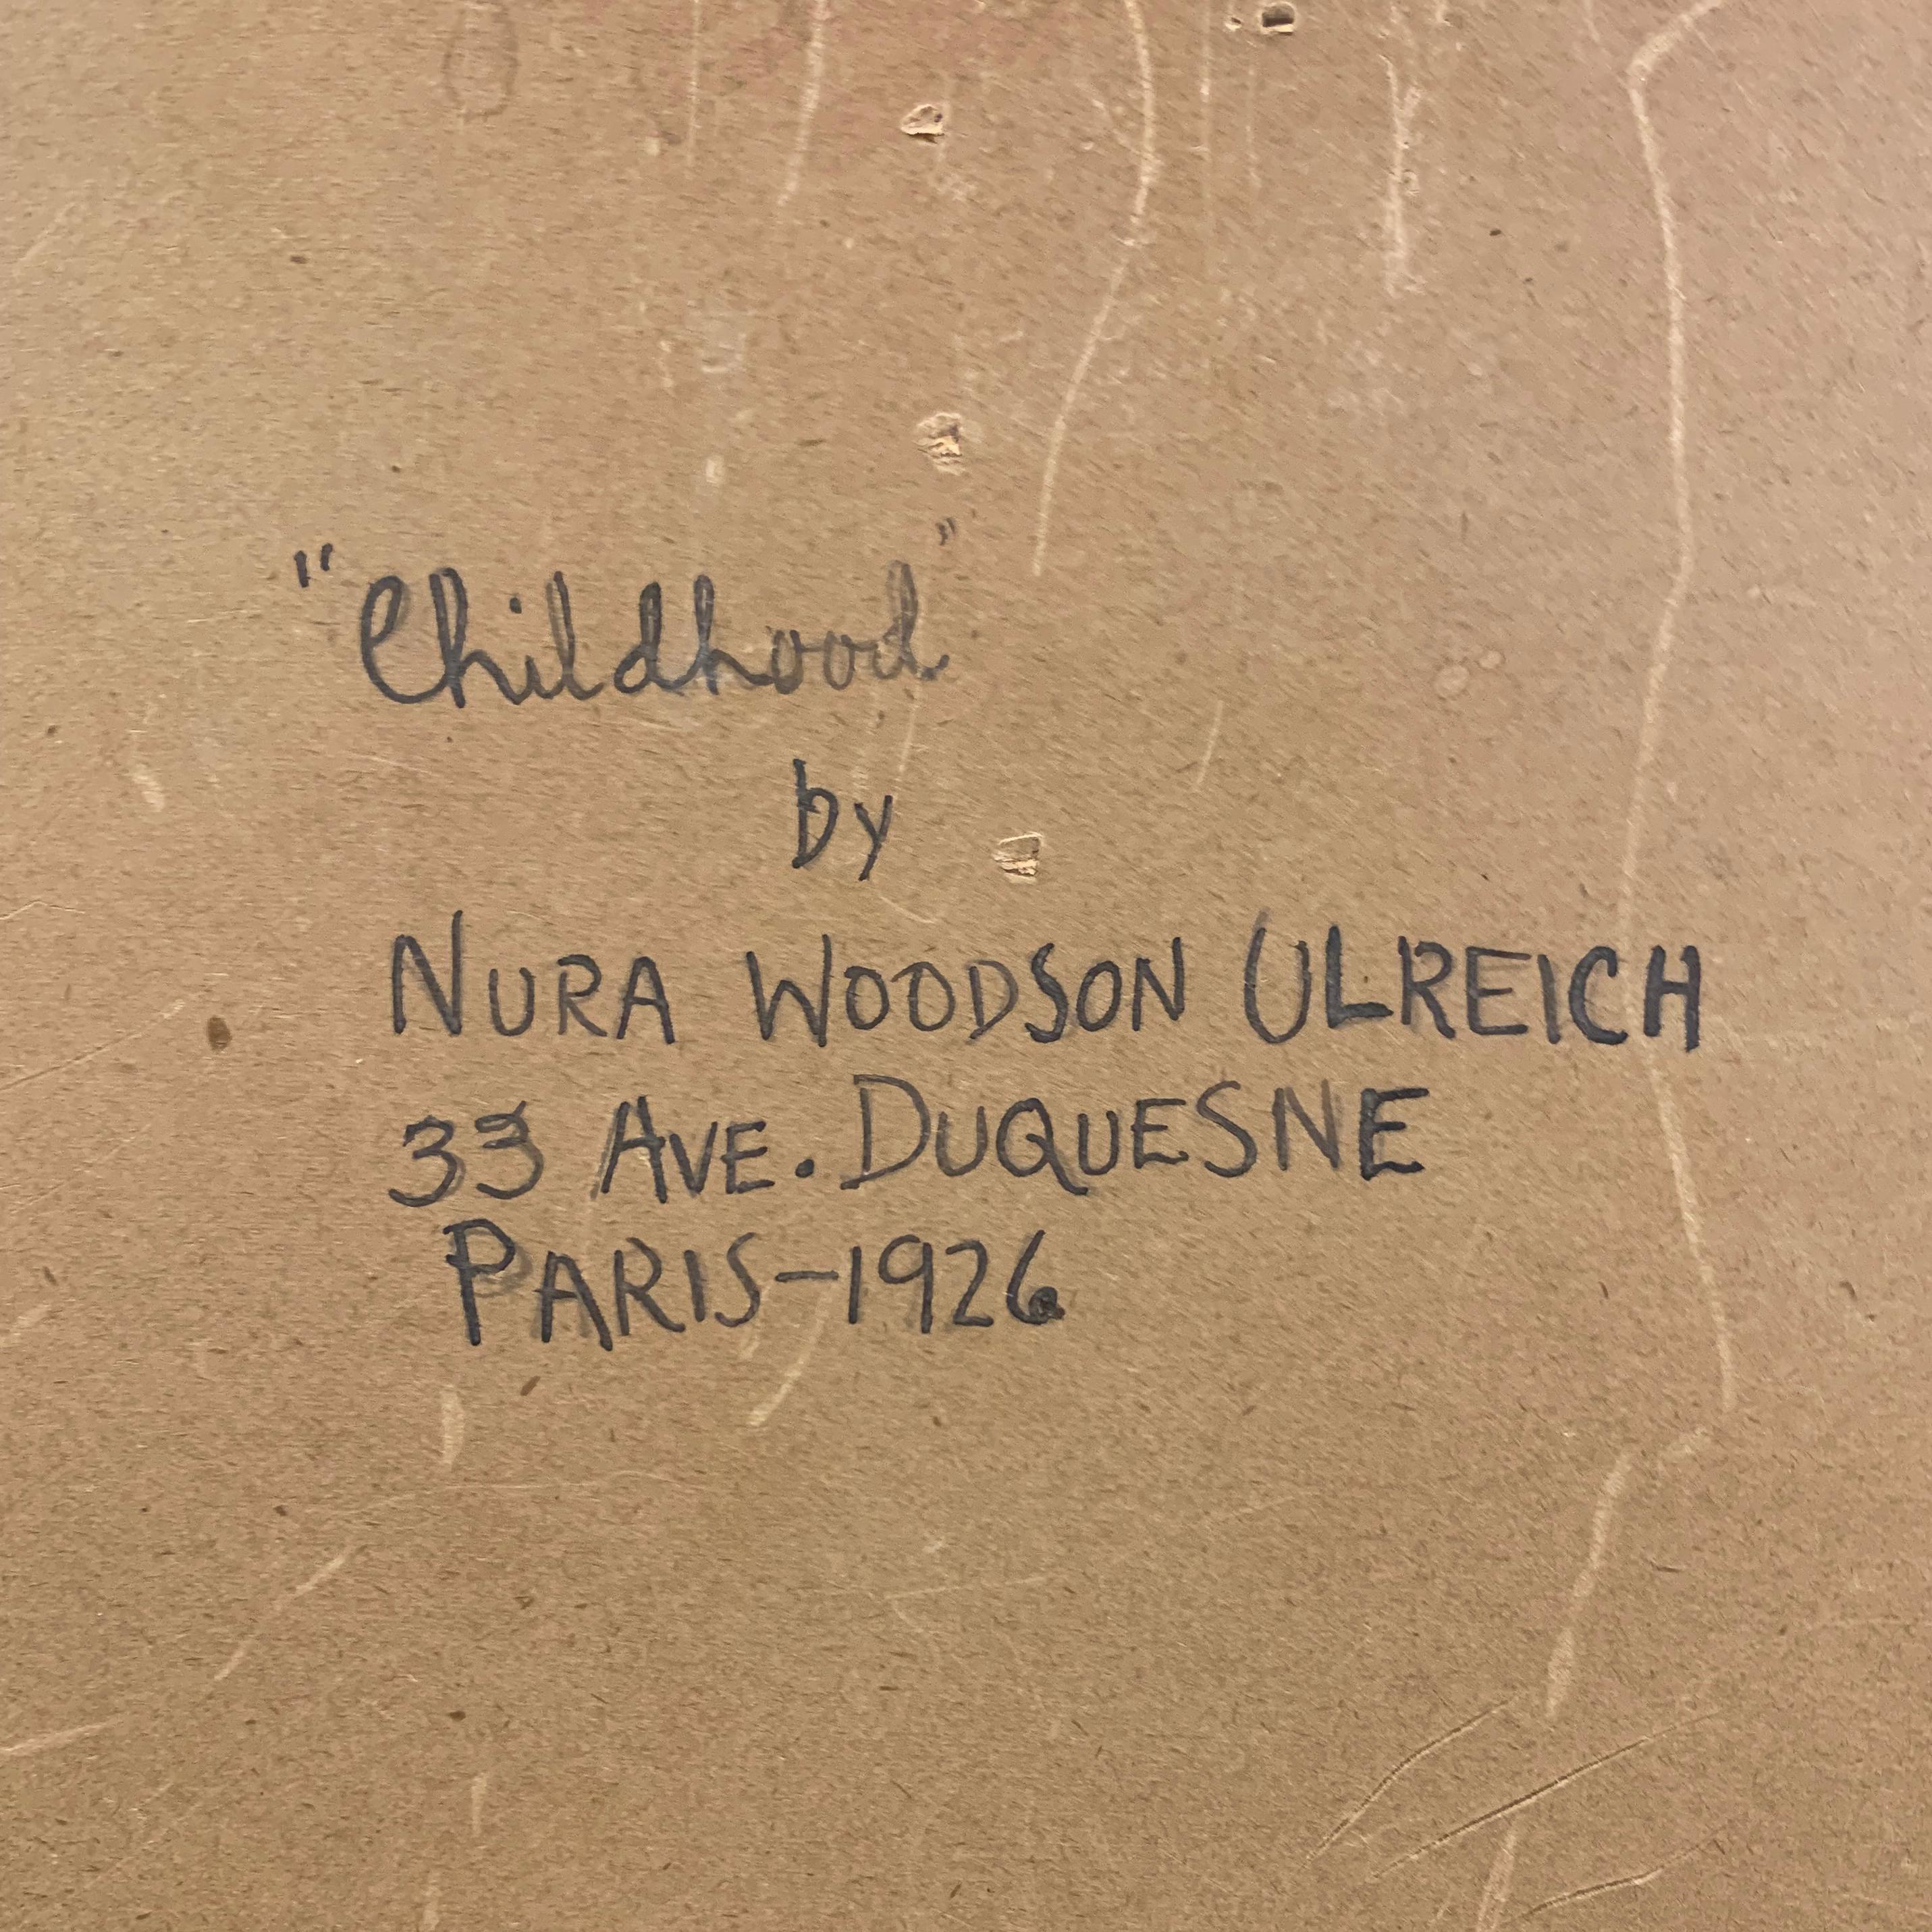 "Childhood"
by
NURA WOODSON ULREICH
33 AVE. DUQUESNE
PARIS-1926